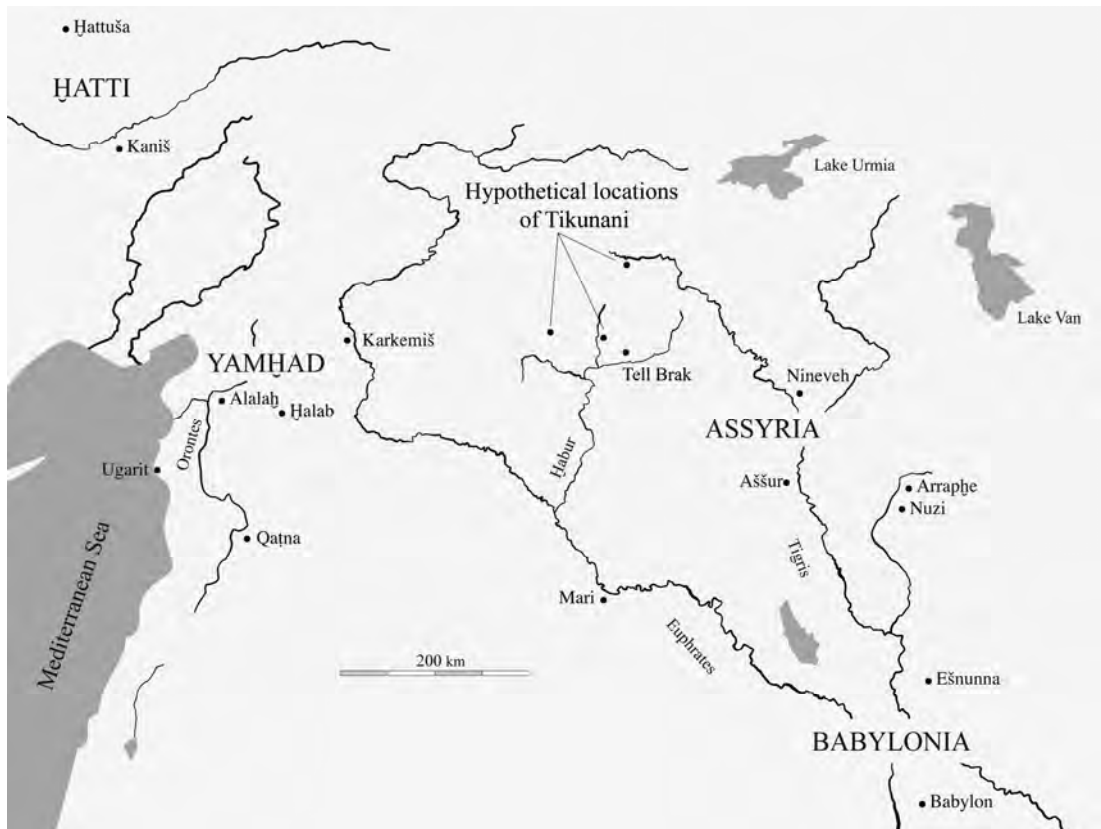 Ḫattuša
ḪATTI
Kaniš
Lake Urmia
Hypothetical locations
of Tikunani
Lake Van
Karkemiš
YAMḪAD
Tell Brak
Nineveh
Alalaḫ
Ḫalab
ASSYRIA
Orontes
Ḫabur
Ugarit
Aššur
Arrapḫe
Nuzi
Qaṭna
Tigris
Mediterranean Sea
Mari
Euphrates
200 km
Ešnunna
BABYLONIA
Babylon